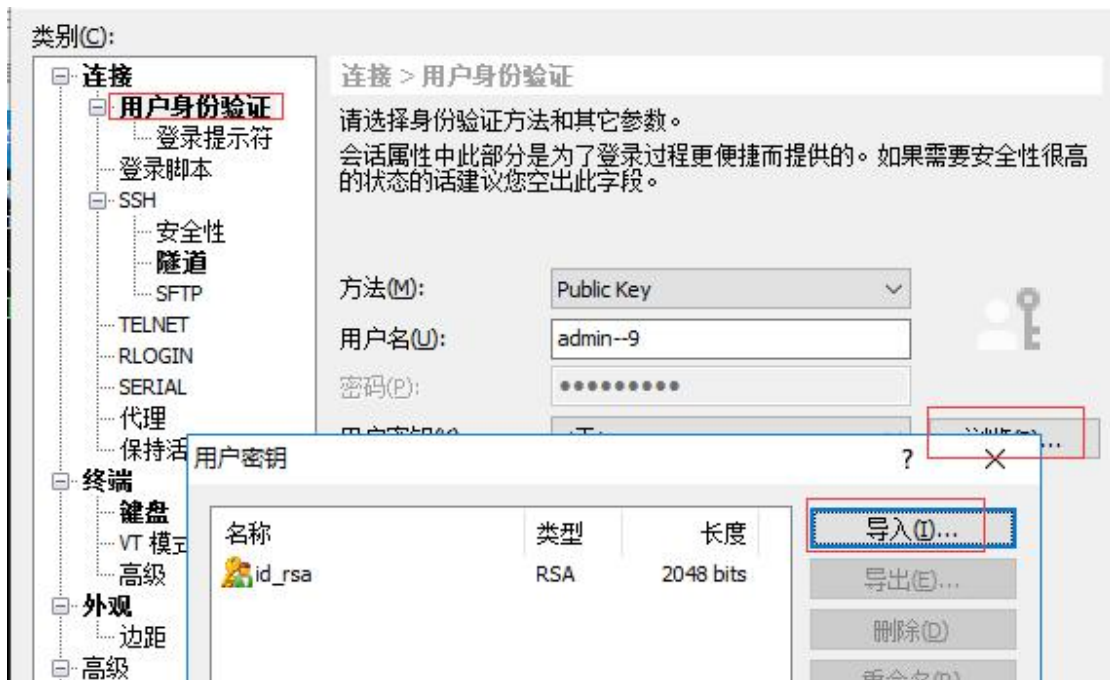 类别(C):
连接
用户身份验证
登录提示符
登录脚本
SSH
安全性
隧道
SFTP
TELNET
RLOGIN
SERIAL
代理
保持活
终端
键盘
VT 模式
高级
外观
边距
高级
连接 > 用户身份验证
请选择身份验证方法和其它参数。
会话属性中此部分是为了登录过程更便捷而提供的。如果需要安全性很高
的状态的话建议您空出此字段。
方法(M):
Public Key
用户名(U):
admin--9
密码(P):
用户密钥
?
名称
类型
长度
id_rsa
RSA
2048 bits
导入(I)...
导出(E)...
删除(D)